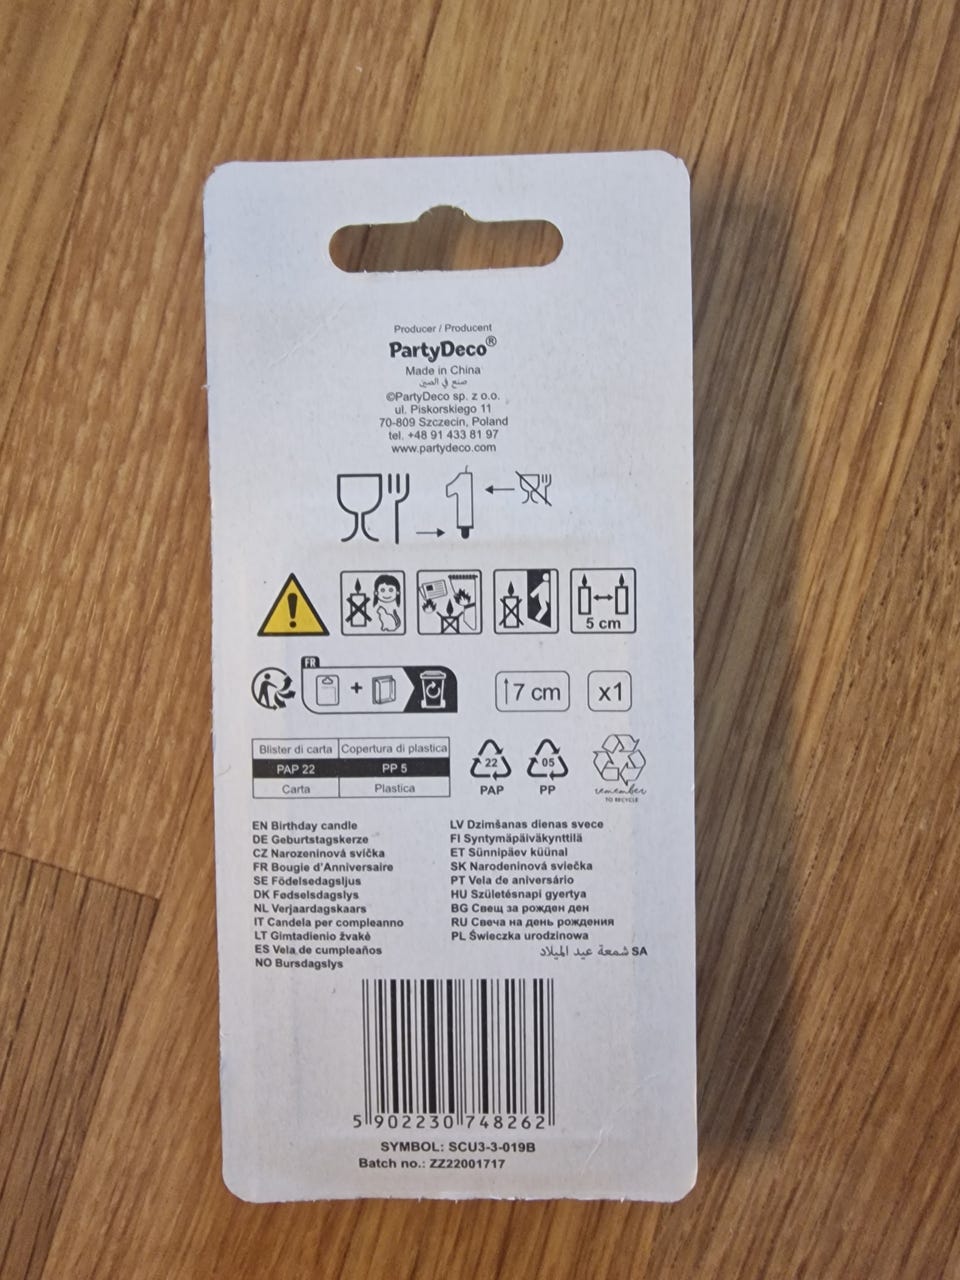 Producer / Producent
PartyDeco®
Made in China
صنع في الصين
©PartyDeco sp. z o.o.
ul. Piskorskiego 11
70-809 Szczecin, Poland
tel. +48 91 433 81 97
www.partydeco.com
1
5 cm
FR
7 cm
x1
Blister di carta Copertura di plastica
PAP 22 PP 5
Carta Plastica
22
PAP
05
PP
remember
TO RECYCLE
EN Birthday candle
DE Geburtstagskerze
CZ Narozeninová svíčka
FR Bougie d'Anniversaire
SE Födelsedagsljus
DK Fødselsdagslys
NL Verjaardagskaars
IT Candela per compleanno
LT Gimtadienio žvakė
ES Vela de cumpleaños
NO Bursdagslys
LV Dzimšanas dienas svece
FI Syntymäpäiväkynttilä
ET Sünnipäev küünal
SK Narodeninová sviečka
PT Vela de aniversário
HU Születésnapi gyertya
BG Свещ за рожден ден
RU Свеча на день рождения
PL Świeczka urodzinowa
SA شمعة عيد الميلاد
5 902230 748262
SYMBOL: SCU3-3-019B
Batch no.: ZZ22001717